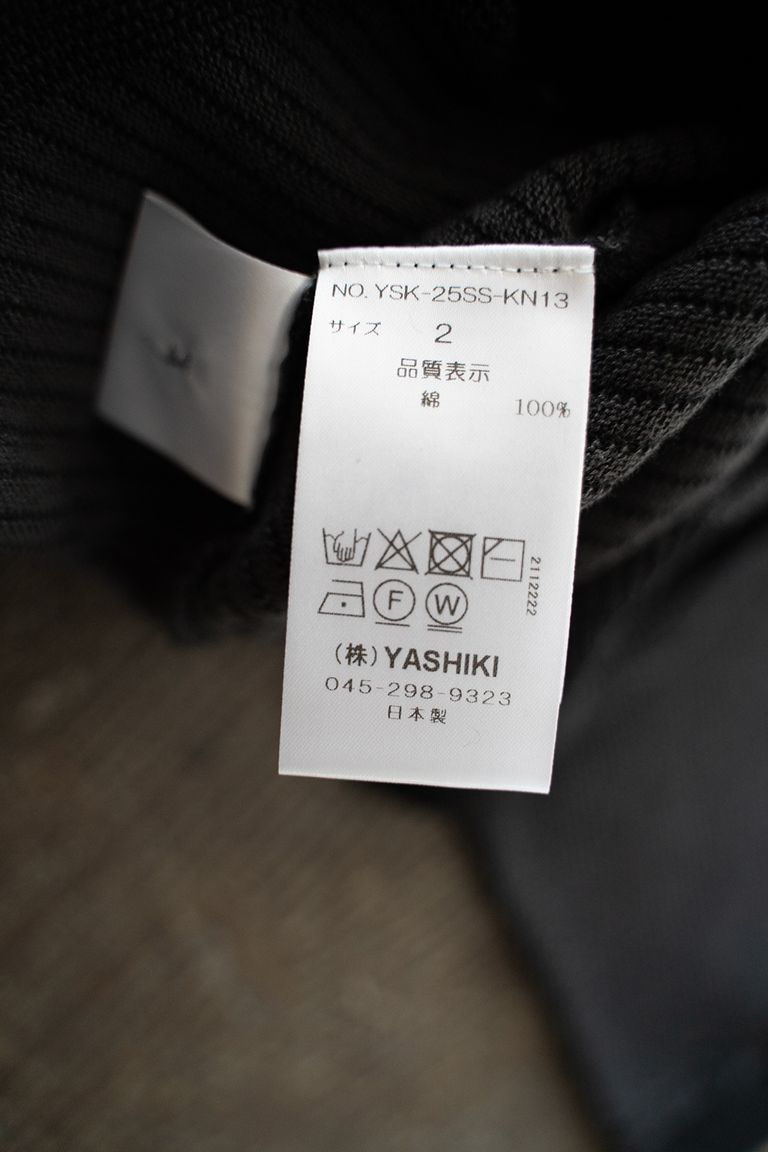 NO. YSK-25SS-KN13
サイズ 2
品質表示
綿 100%
2112222
F W
(株)YASHIKI
045-298-9323
日本製